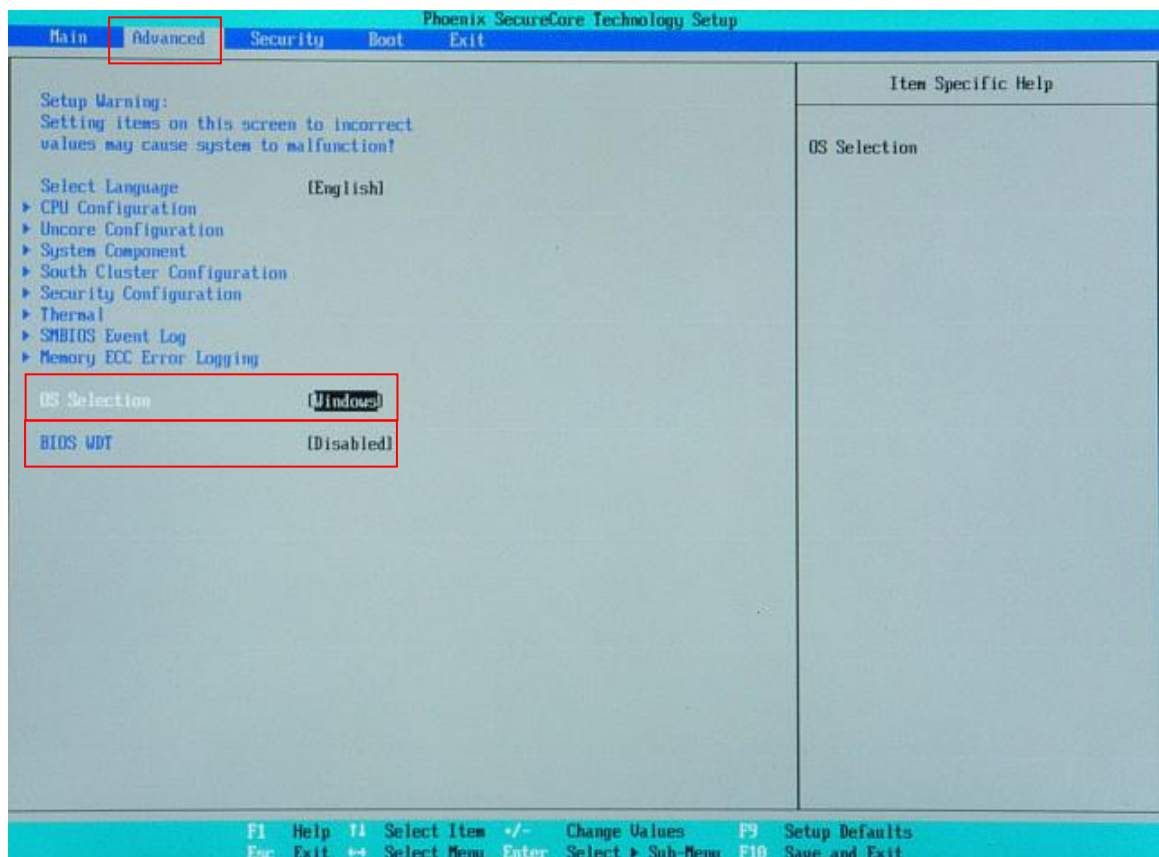 Phoenix SecureCore Technology Setup
Main Advanced Security Boot Exit
Item Specific Help
Setup Warning:
Setting items on this screen to incorrect
values may cause system to malfunction!
OS Selection
Select Language [English]
▶ CPU Configuration
▶ Uncore Configuration
▶ System Component
▶ South Cluster Configuration
▶ Security Configuration
▶ Thermal
▶ SMBIOS Event Log
▶ Memory ECC Error Logging
OS Selection [Windows]
BIOS WDT [Disabled]
F1 Help ↑↓ Select Item +/- Change Values F9 Setup Defaults
Esc Exit ↔ Select Menu Enter Select ▶ Sub-Menu F10 Save and Exit